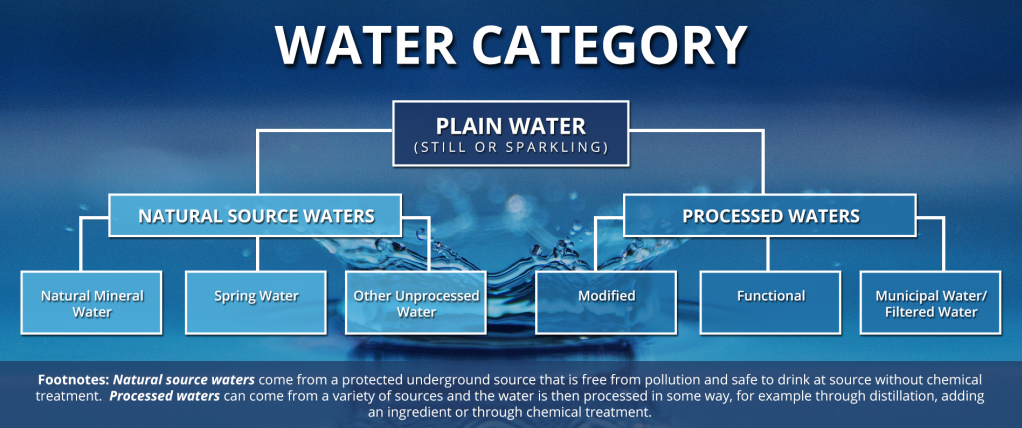 WATER CATEGORY
PLAIN WATER
(STILL OR SPARKLING)
NATURAL SOURCE WATERS
PROCESSED WATERS
Natural Mineral
Water
Spring Water
Other Unprocessed
Water
Modified
Functional
Municipal Water/
Filtered Water
Footnotes: Natural source waters come from a protected underground source that is free from pollution and safe to drink at source without chemical
treatment. Processed waters can come from a variety of sources and the water is then processed in some way, for example through distillation, adding
an ingredient or through chemical treatment.